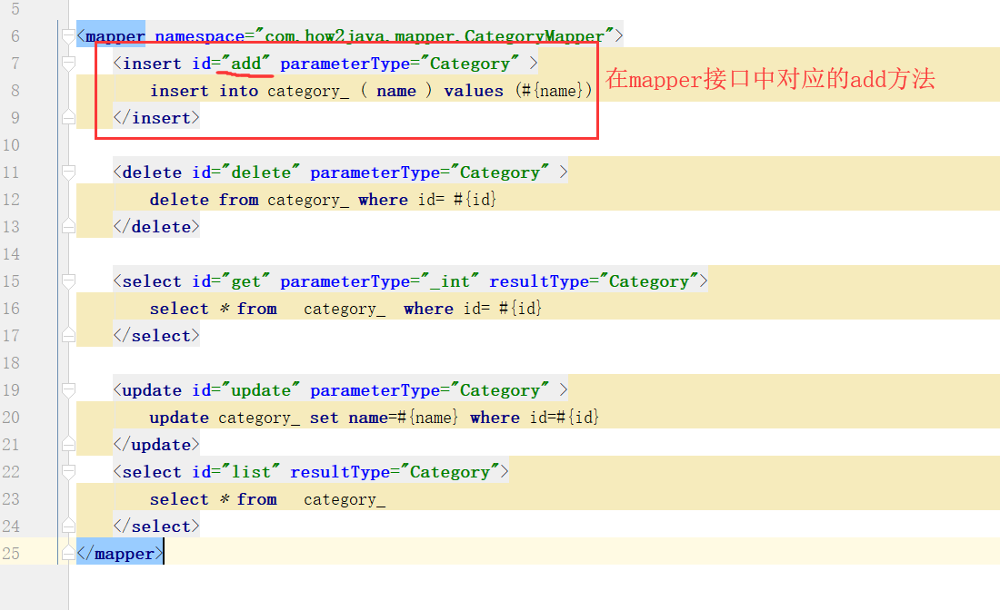 5
6 <mapper namespace="com.how2java.mapper.CategoryMapper">
7 <insert id="add" parameterType="Category" >
在mapper接口中对应的add方法
8 insert into category_ ( name ) values (#{name})
9 </insert>
10
11 <delete id="delete" parameterType="Category" >
12 delete from category_ where id= #{id}
13 </delete>
14
15 <select id="get" parameterType="_int" resultType="Category">
16 select * from   category_  where id= #{id}
17 </select>
18
19 <update id="update" parameterType="Category" >
20 update category_ set name=#{name} where id=#{id}
21 </update>
22 <select id="list" resultType="Category">
23 select * from   category_
24 </select>
25 </mapper>